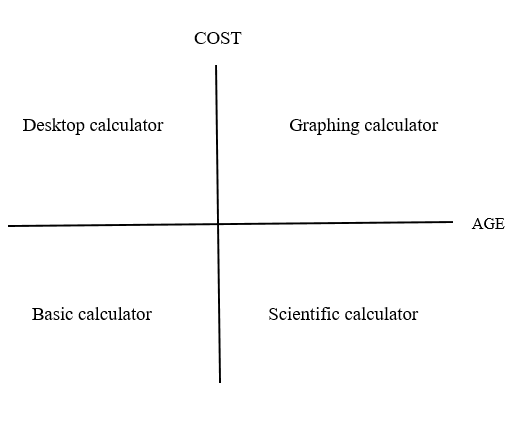 COST
Desktop calculator
Graphing calculator
AGE
Basic calculator
Scientific calculator